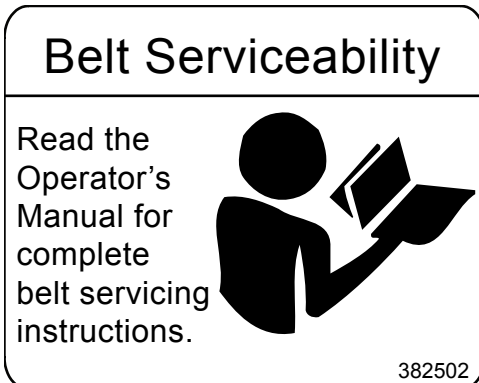 Belt Serviceability
Read the
Operator’s
Manual for
complete
belt servicing
instructions.
382502